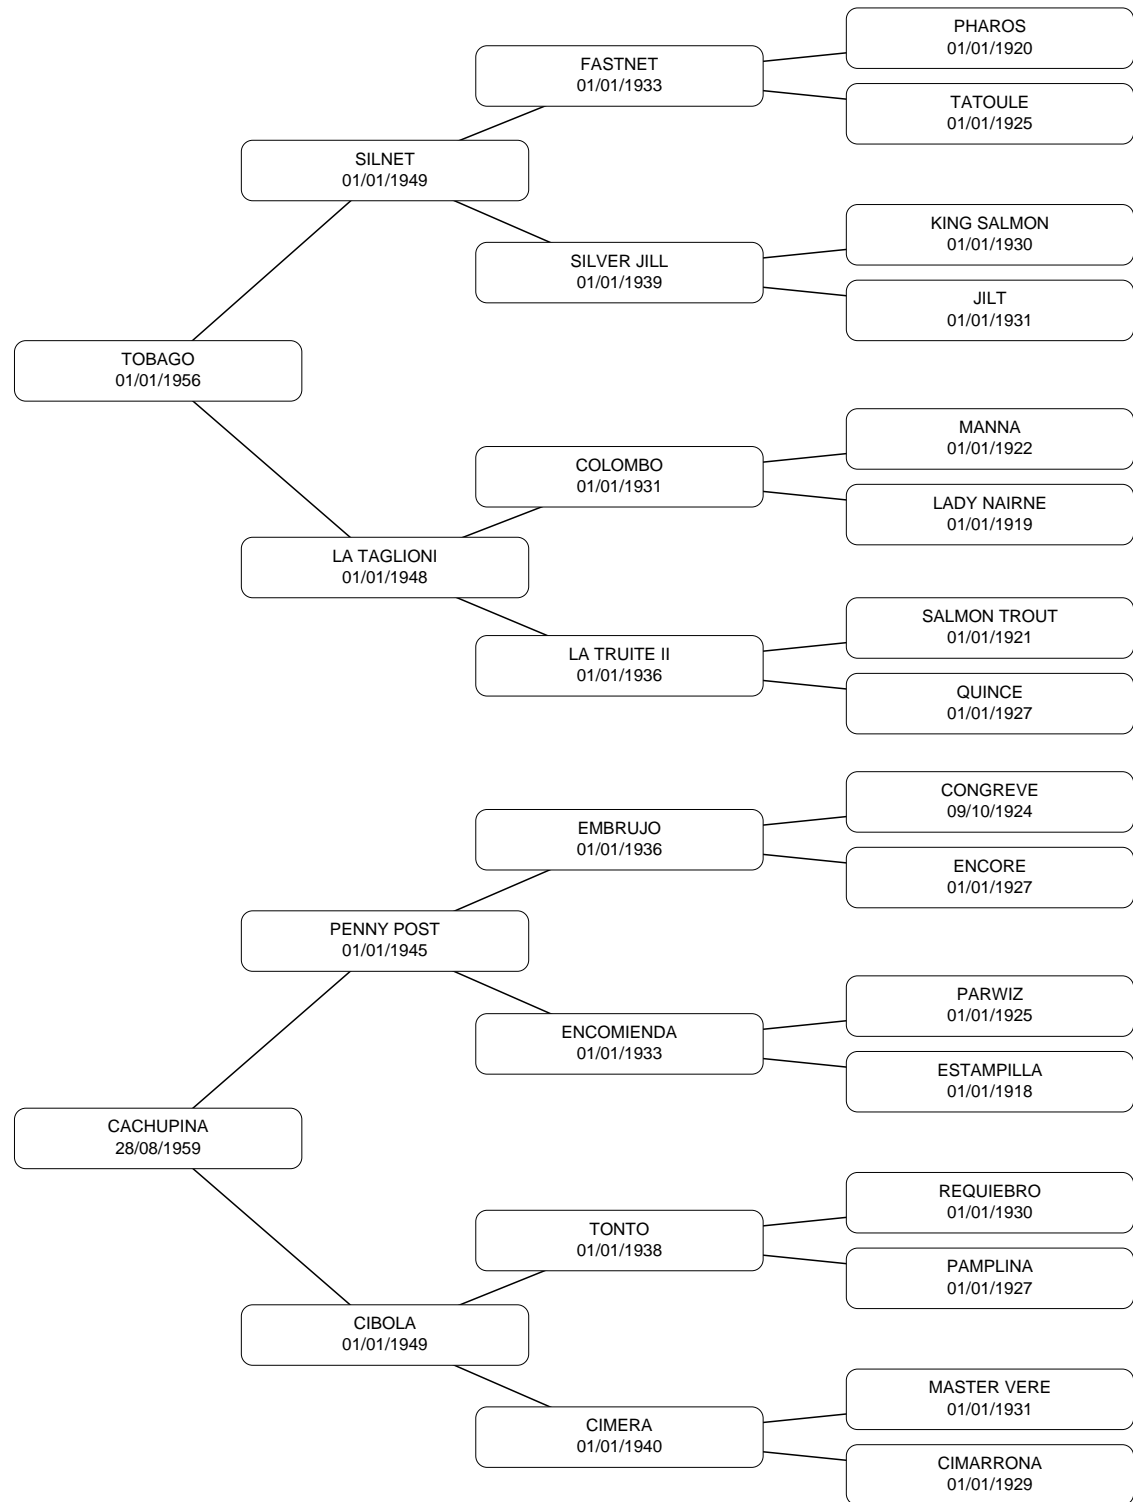 PHAROS
01/01/1920
FASTNET
01/01/1933
TATOULE
01/01/1925
SILNET
01/01/1949
KING SALMON
01/01/1930
SILVER JILL
01/01/1939
JILT
01/01/1931
TOBAGO
01/01/1956
MANNA
01/01/1922
COLOMBO
01/01/1931
LADY NAIRNE
01/01/1919
LA TAGLIONI
01/01/1948
SALMON TROUT
01/01/1921
LA TRUITE II
01/01/1936
QUINCE
01/01/1927
CONGREVE
09/10/1924
EMBRUJO
01/01/1936
ENCORE
01/01/1927
PENNY POST
01/01/1945
PARWIZ
01/01/1925
ENCOMIENDA
01/01/1933
ESTAMPILLA
01/01/1918
CACHUPINA
28/08/1959
REQUIEBRO
01/01/1930
TONTO
01/01/1938
PAMPLINA
01/01/1927
CIBOLA
01/01/1949
MASTER VERE
01/01/1931
CIMERA
01/01/1940
CIMARRONA
01/01/1929